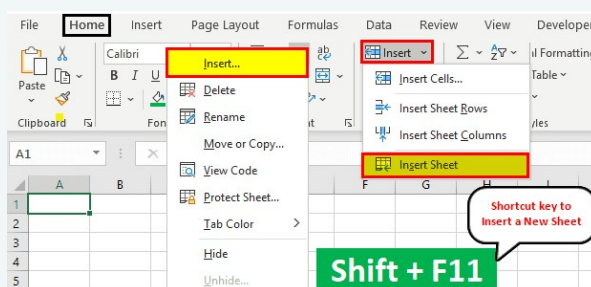 File Home Insert Page Layout Formulas Data Review View Developer
Calibri
Insert...
ab
Insert
Σ
B I U
Formatting
Table
Paste
Delete
Insert Cells...
Rename
Insert Sheet Rows
Clipboard
Fon
Move or Copy...
Insert Sheet Columns
A1
View Code
Insert Sheet
Protect Sheet...
A B F G H
1
Tab Color >
Shortcut key to
Insert a New Sheet
2
3
Hide
4
Unhide...
Shift + F11
5